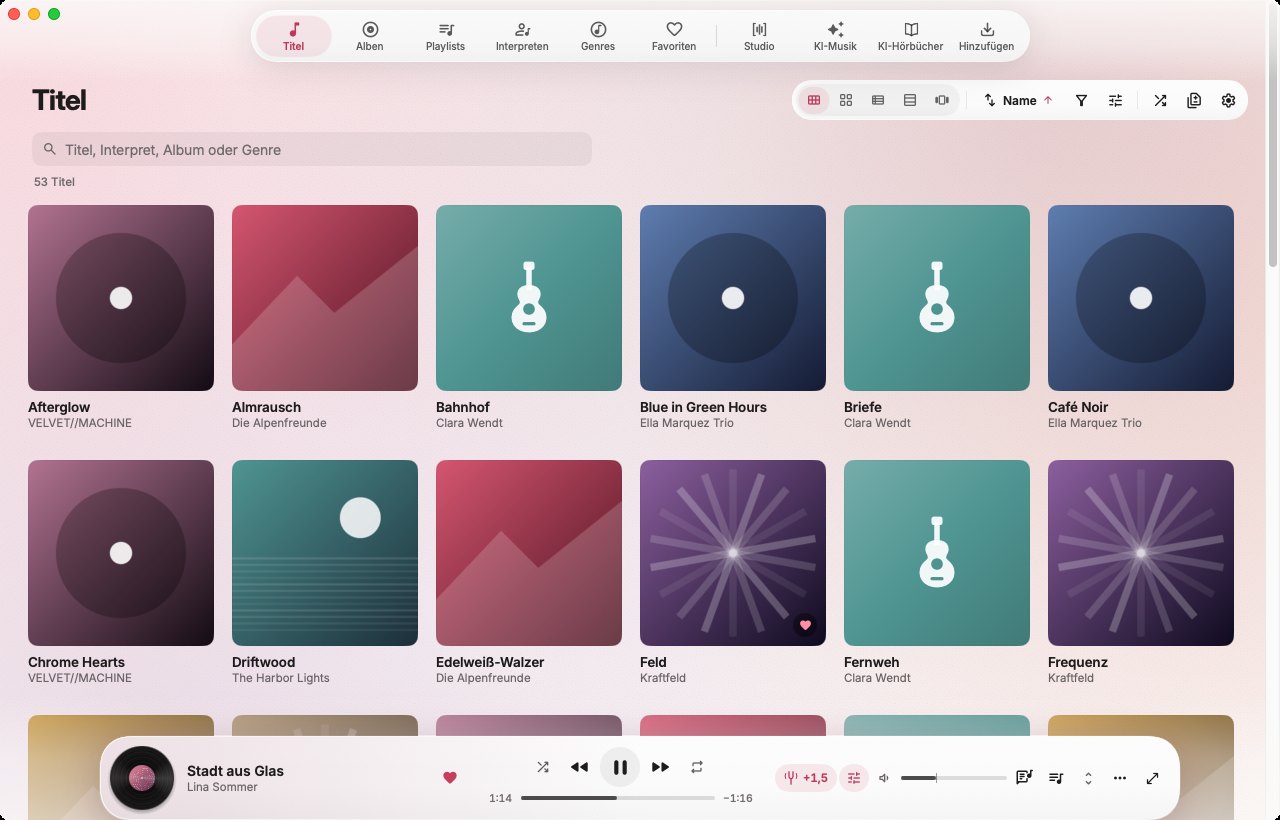 Titel
Alben
Playlists
Interpreten
Genres
Favoriten
Studio
KI-Musik
KI-Hörbücher
Hinzufügen
Titel
Name
Titel, Interpret, Album oder Genre
53 Titel
Afterglow
VELVET//MACHINE
Almrausch
Die Alpenfreunde
Bahnhof
Clara Wendt
Blue in Green Hours
Ella Marquez Trio
Briefe
Clara Wendt
Café Noir
Ella Marquez Trio
Chrome Hearts
VELVET//MACHINE
Driftwood
The Harbor Lights
Edelweiß-Walzer
Die Alpenfreunde
Feld
Kraftfeld
Fernweh
Clara Wendt
Frequenz
Kraftfeld
Stadt aus Glas
Lina Sommer
1:14
−1:16
+1,5